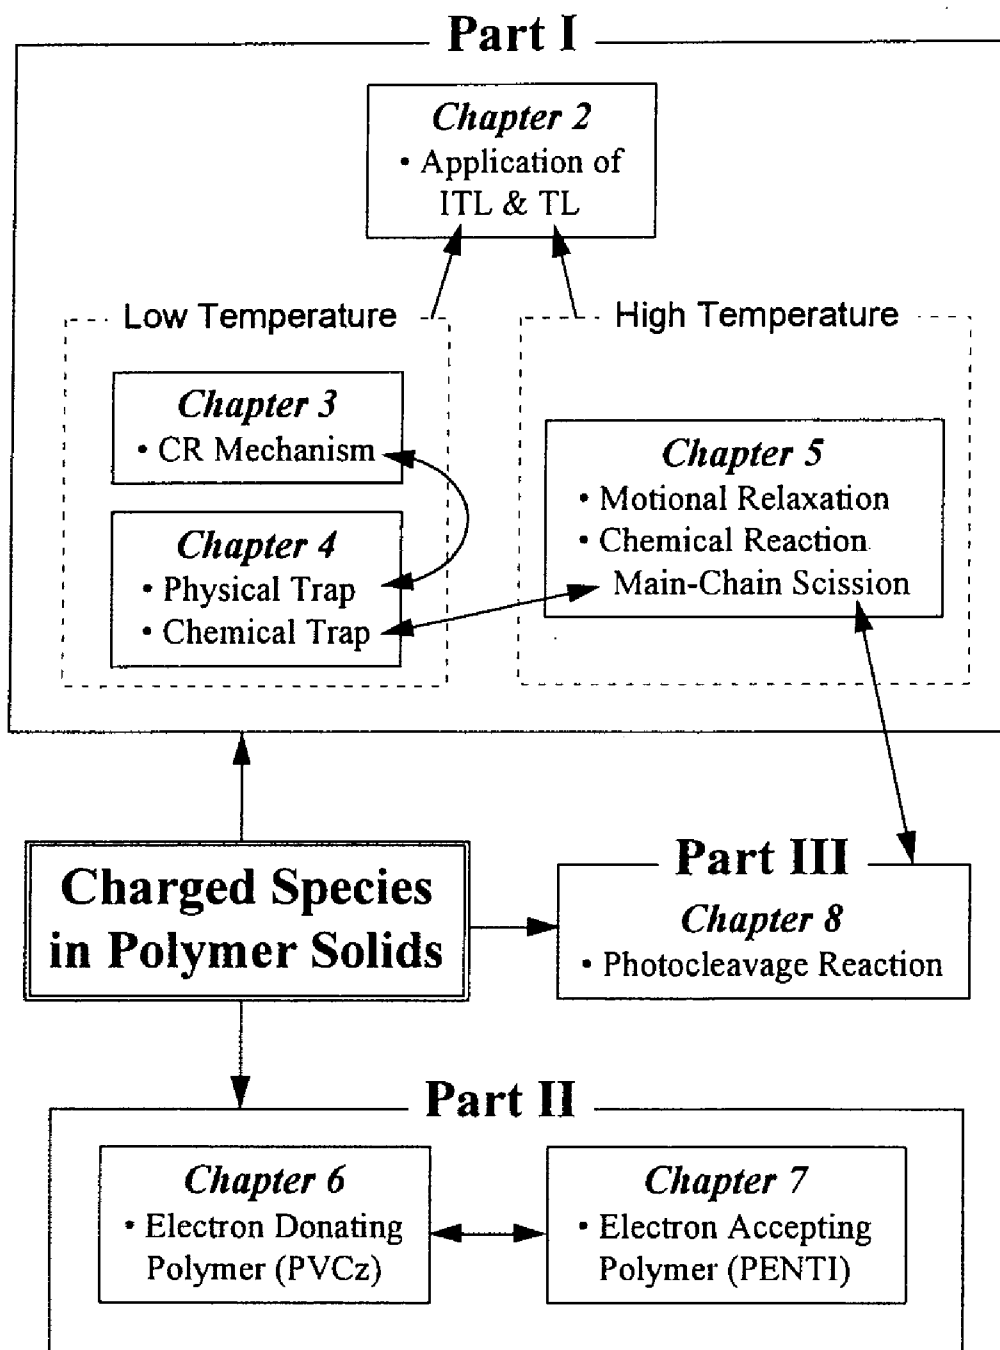 Part I
Chapter 2
• Application of
ITL & TL
Low Temperature
High Temperature
Chapter 3
• CR Mechanism
Chapter 4
• Physical Trap
• Chemical Trap
Chapter 5
• Motional Relaxation
• Chemical Reaction
Main-Chain Scission
Charged Species
in Polymer Solids
Part III
Chapter 8
• Photocleavage Reaction
Part II
Chapter 6
• Electron Donating
Polymer (PVCz)
Chapter 7
• Electron Accepting
Polymer (PENTI)